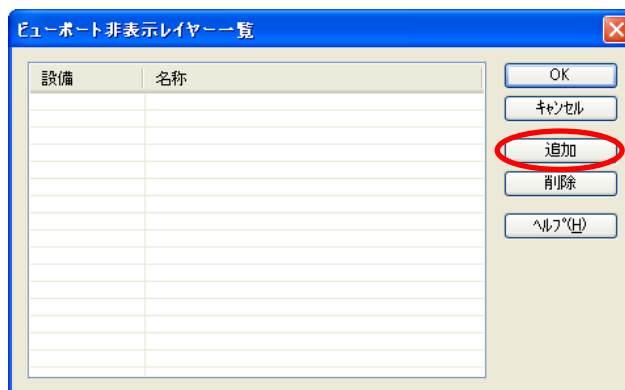 ビューポート非表示レイヤー一覧
設備 名称
OK
キャンセル
追加
削除
ヘルプ(H)